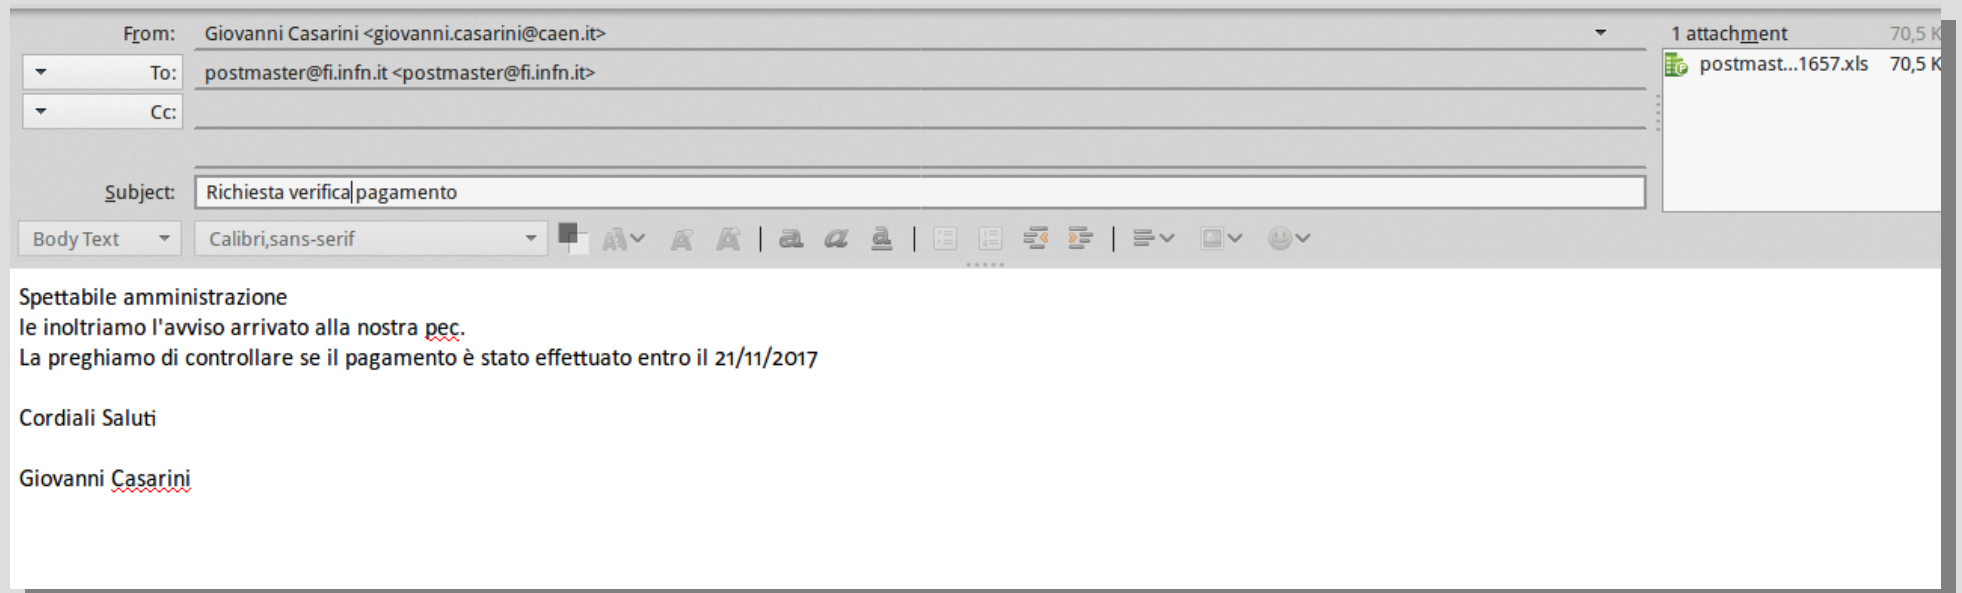 From: Giovanni Casarini <giovanni.casarini@caen.it>
1 attachment 70,5 K
To: postmaster@fi.infn.it <postmaster@fi.infn.it>
postmast...1657.xls 70,5 K
Cc:
Subject: Richiesta verifica pagamento
Body Text Calibri,sans-serif
Spettabile amministrazione
le inoltriamo l'avviso arrivato alla nostra pec.
La preghiamo di controllare se il pagamento è stato effettuato entro il 21/11/2017
Cordiali Saluti
Giovanni Casarini